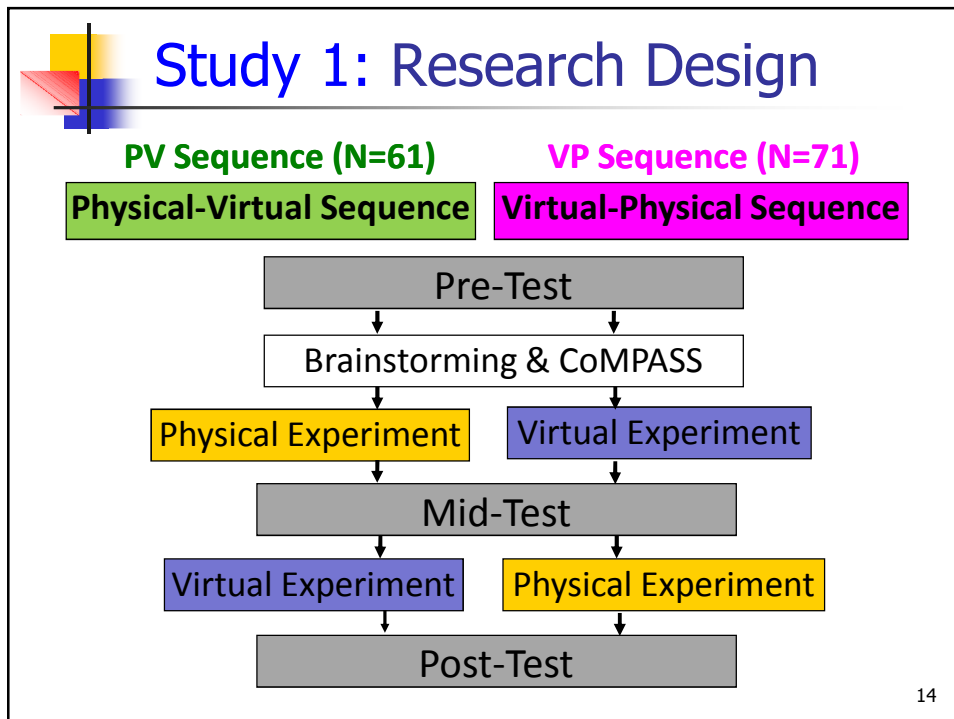 Study 1: Research Design
PV Sequence (N=61)
VP Sequence (N=71)
Physical-Virtual Sequence
Virtual-Physical Sequence
Pre-Test
Brainstorming & CoMPASS
Physical Experiment
Virtual Experiment
Mid-Test
Virtual Experiment
Physical Experiment
Post-Test
14